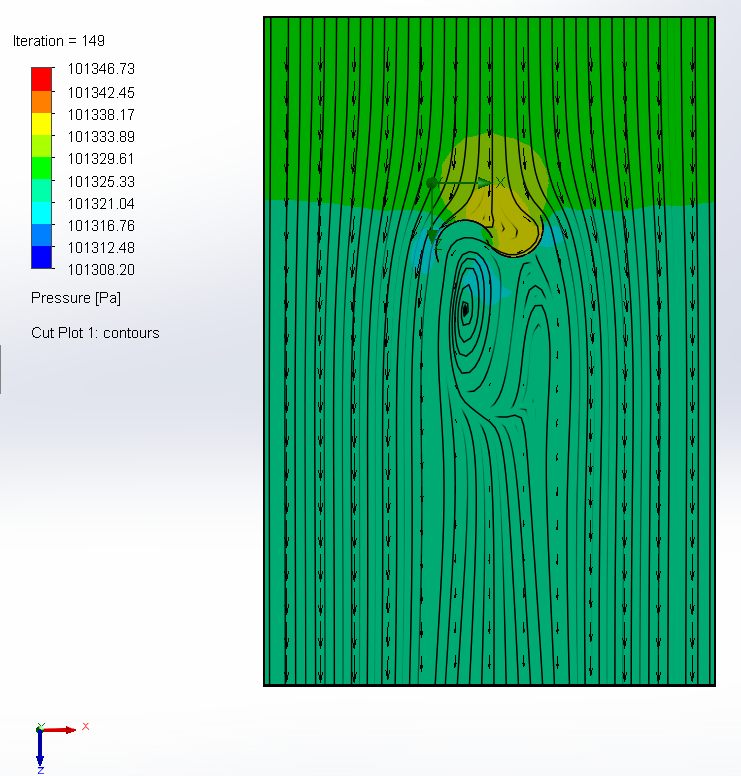 Iteration = 149
101346.73
101342.45
101338.17
101333.89
101329.61
101325.33
101321.04
101316.76
101312.48
101308.20
Pressure [Pa]
Cut Plot 1: contours
X
Y
X
Z